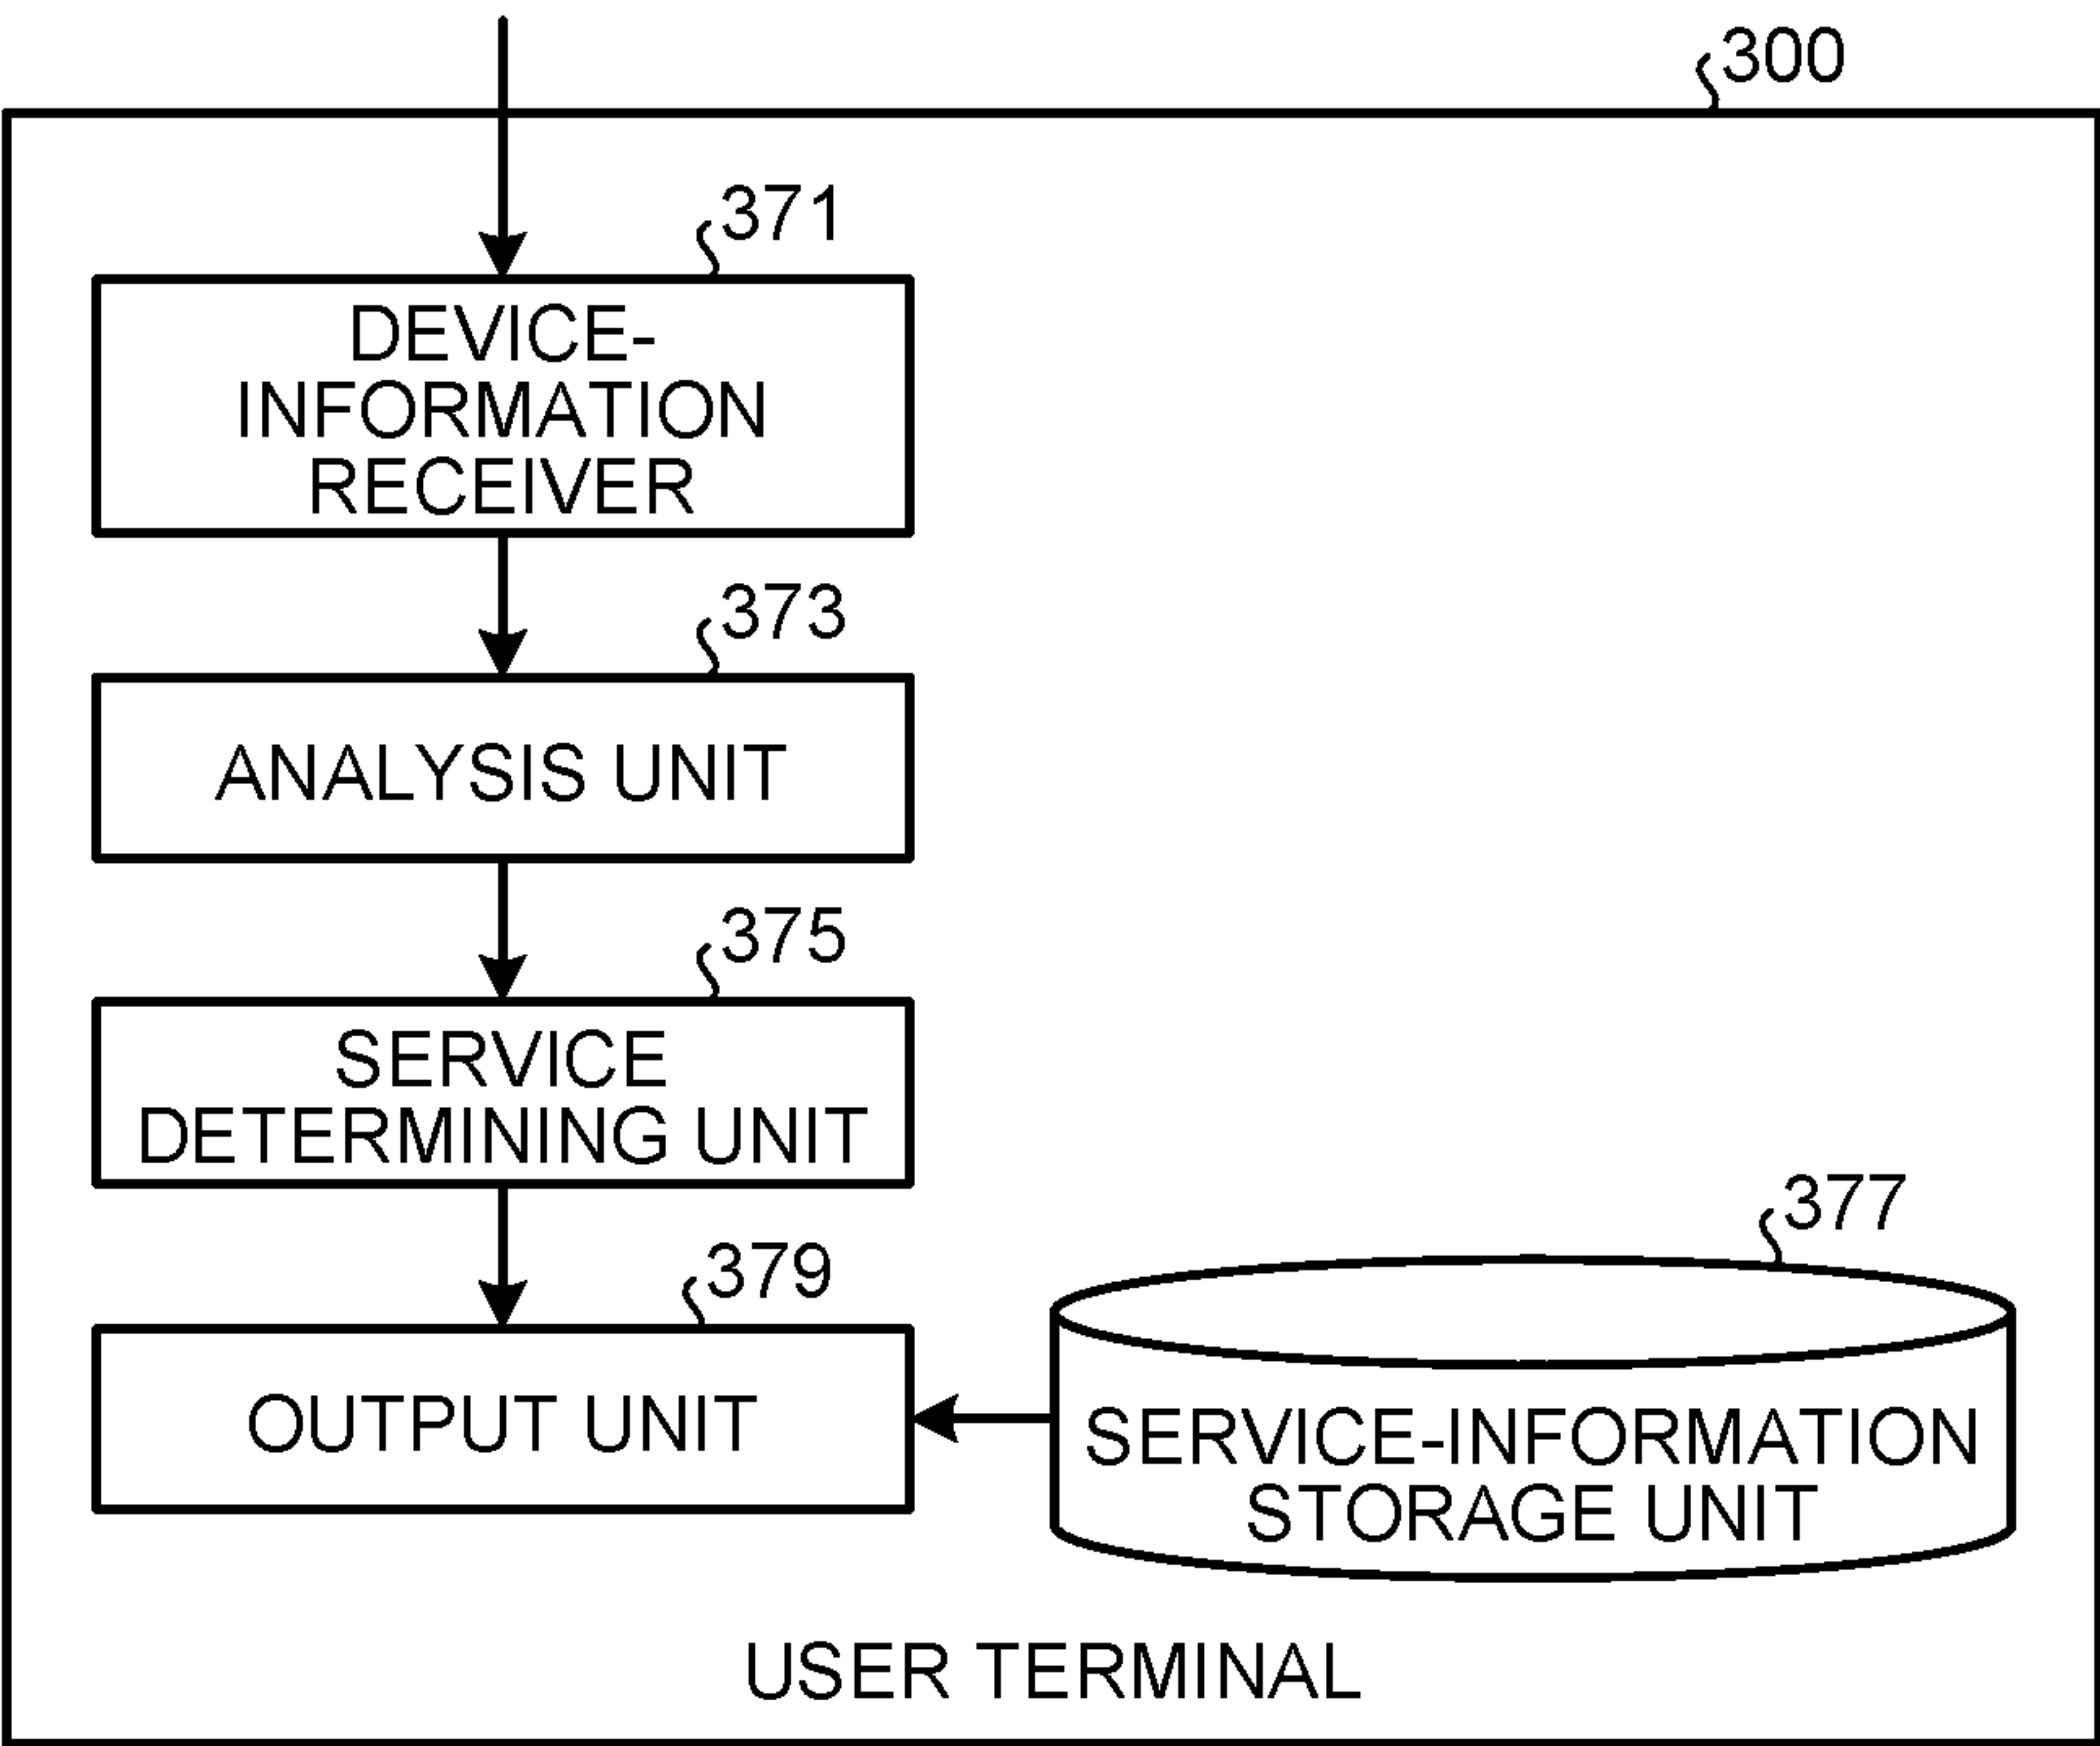 300
371
DEVICE-
INFORMATION
RECEIVER
373
ANALYSIS UNIT
375
SERVICE
DETERMINING UNIT
379
OUTPUT UNIT
377
SERVICE-INFORMATION
STORAGE UNIT
USER TERMINAL